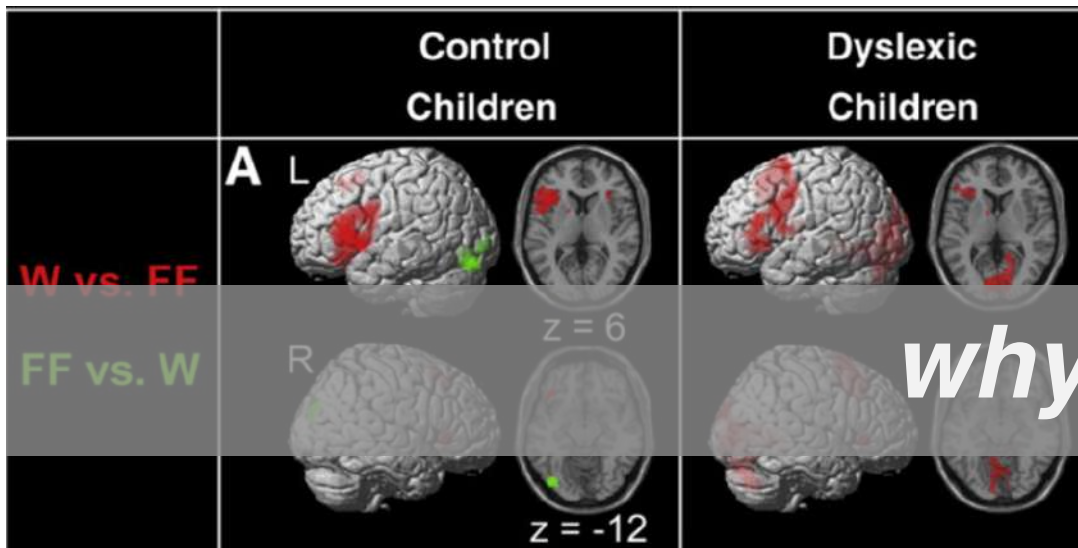 Control
Children
Dyslexic
Children
A
L
W vs. FF
z = 6
FF vs. W
R
why
z = -12